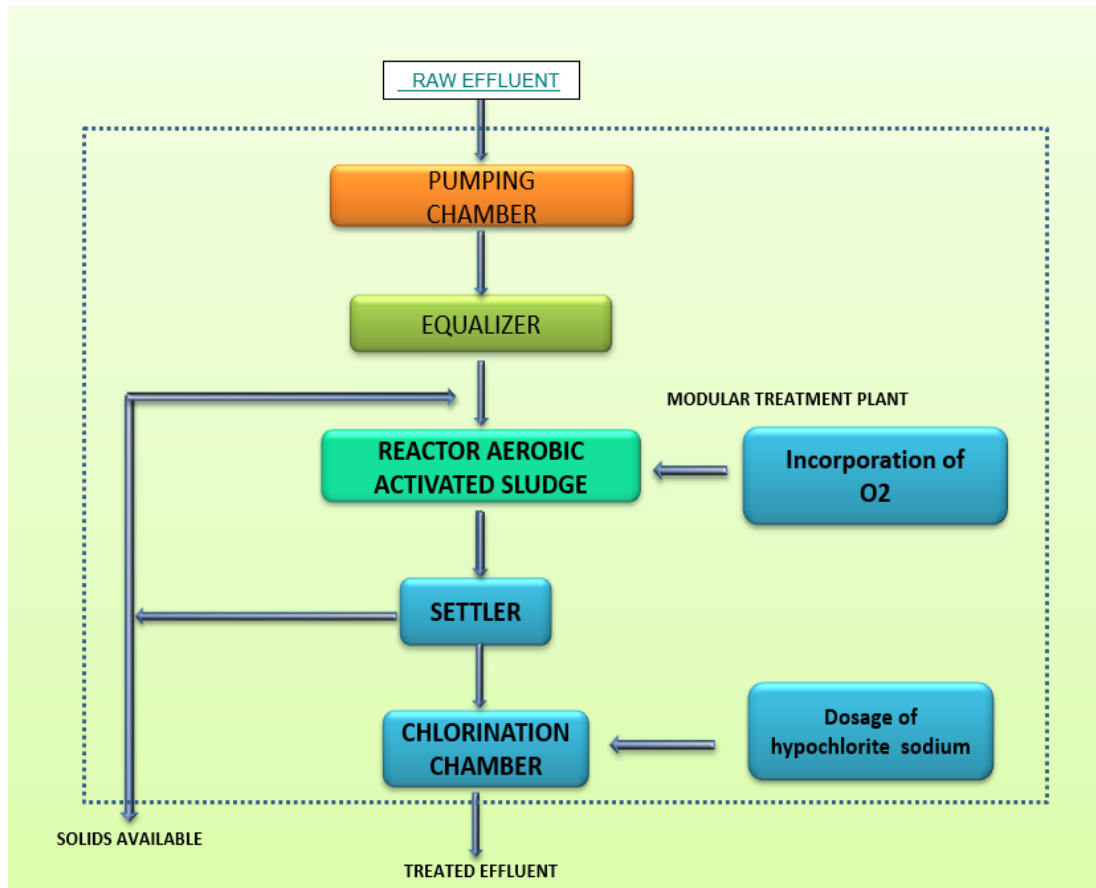 RAW EFFLUENT
PUMPING
CHAMBER
EQUALIZER
MODULAR TREATMENT PLANT
REACTOR AEROBIC
ACTIVATED SLUDGE
Incorporation of
O2
SETTLER
CHLORINATION
CHAMBER
Dosage of
hypochlorite sodium
SOLIDS AVAILABLE
TREATED EFFLUENT